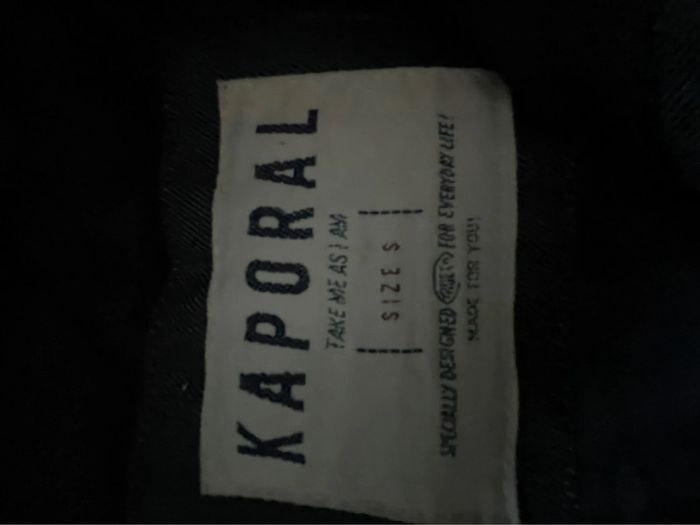 KAPORAL
TAKE ME AS I AM
SIZE S
SPECIALLY DESIGNED FOR EVERYDAY LIFE!
MADE FOR YOU!